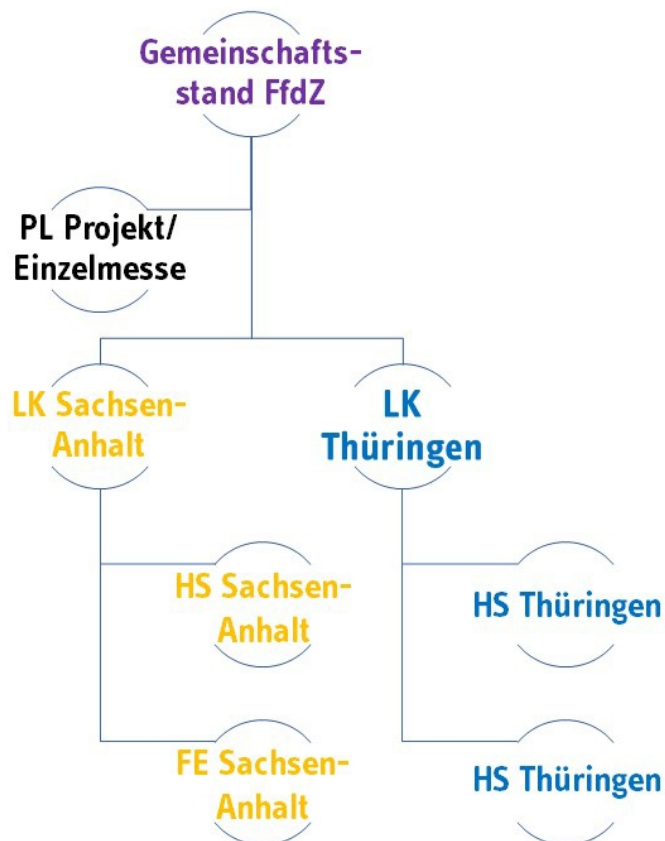 Gemeinschafts-
stand FfdZ
PL Projekt/
Einzelmesse
LK Sachsen-
Anhalt
LK
Thüringen
HS Sachsen-
Anhalt
HS Thüringen
FE Sachsen-
Anhalt
HS Thüringen